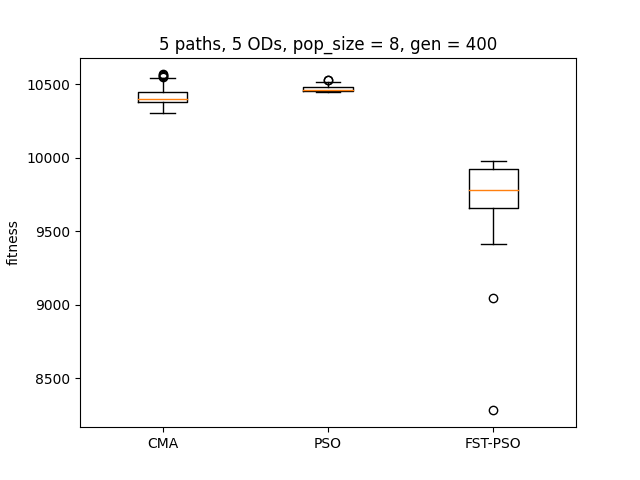 5 paths, 5 ODs, pop_size = 8, gen = 400
fitness
10500
10000
9500
9000
8500
CMA
PSO
FST-PSO